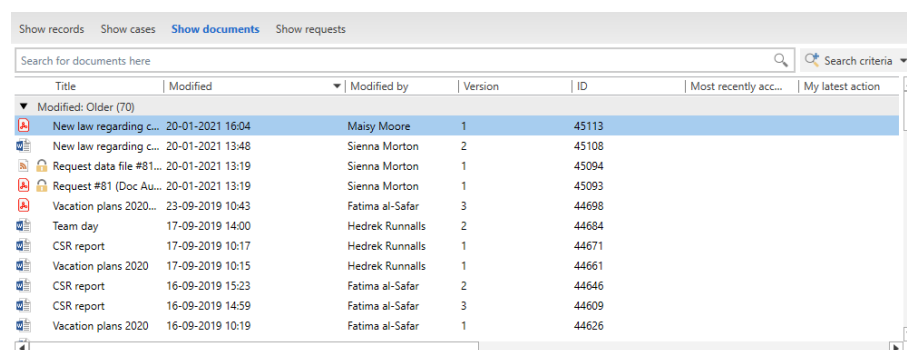 Show records Show cases Show documents Show requests
Search for documents here Search criteria
Title Modified Modified by Version ID Most recently acc... My latest action
Modified: Older (70)
New law regarding c... 20-01-2021 16:04 Maisy Moore 1 45113
New law regarding c... 20-01-2021 13:48 Sienna Morton 2 45108
Request data file #81... 20-01-2021 13:19 Sienna Morton 1 45094
Request #81 (Doc Au... 20-01-2021 13:19 Sienna Morton 1 45093
Vacation plans 2020... 23-09-2019 10:43 Fatima al-Safar 3 44698
Team day 17-09-2019 14:00 Hedrek Runnalls 2 44684
CSR report 17-09-2019 10:17 Hedrek Runnalls 1 44671
Vacation plans 2020 17-09-2019 10:15 Hedrek Runnalls 1 44661
CSR report 16-09-2019 15:23 Fatima al-Safar 2 44646
CSR report 16-09-2019 14:59 Fatima al-Safar 3 44609
Vacation plans 2020 16-09-2019 10:19 Fatima al-Safar 1 44626